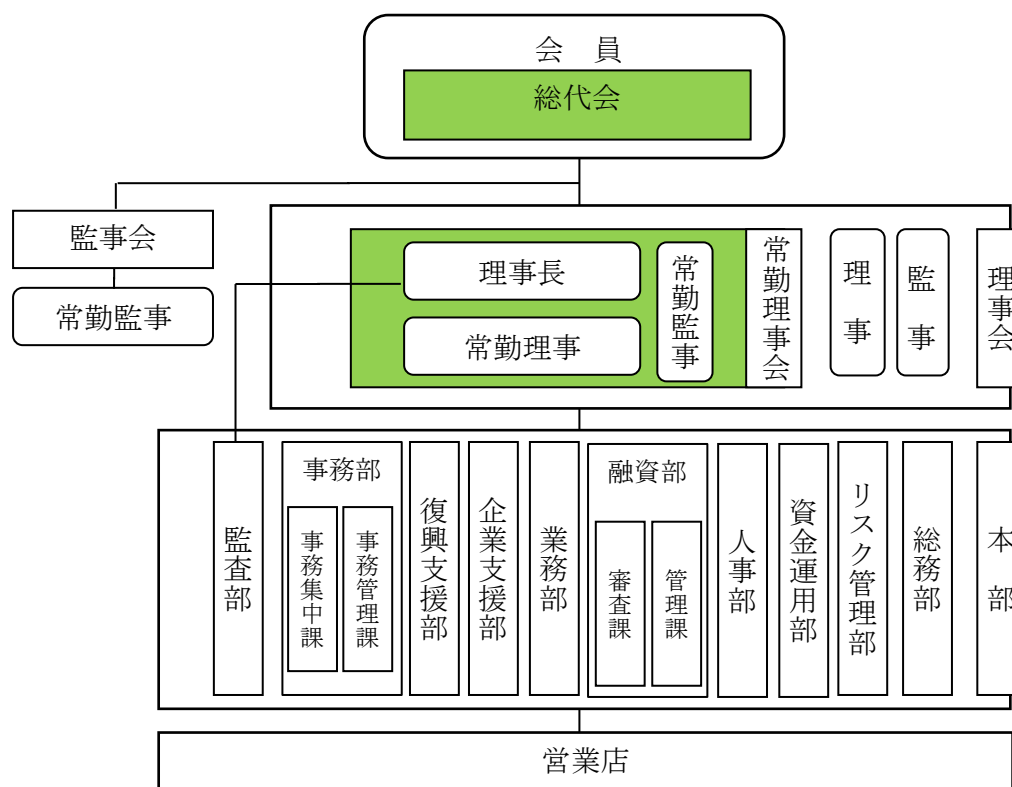 会　員
総代会
監事会
常勤監事
理事長
常勤理事
常勤監事
常勤理事会
理　事
監　事
理事会
監査部
事務部
事務集中課
事務管理課
復興支援部
企業支援部
業務部
融資部
審査課
管理課
人事部
資金運用部
リスク管理部
総務部
本　部
営業店